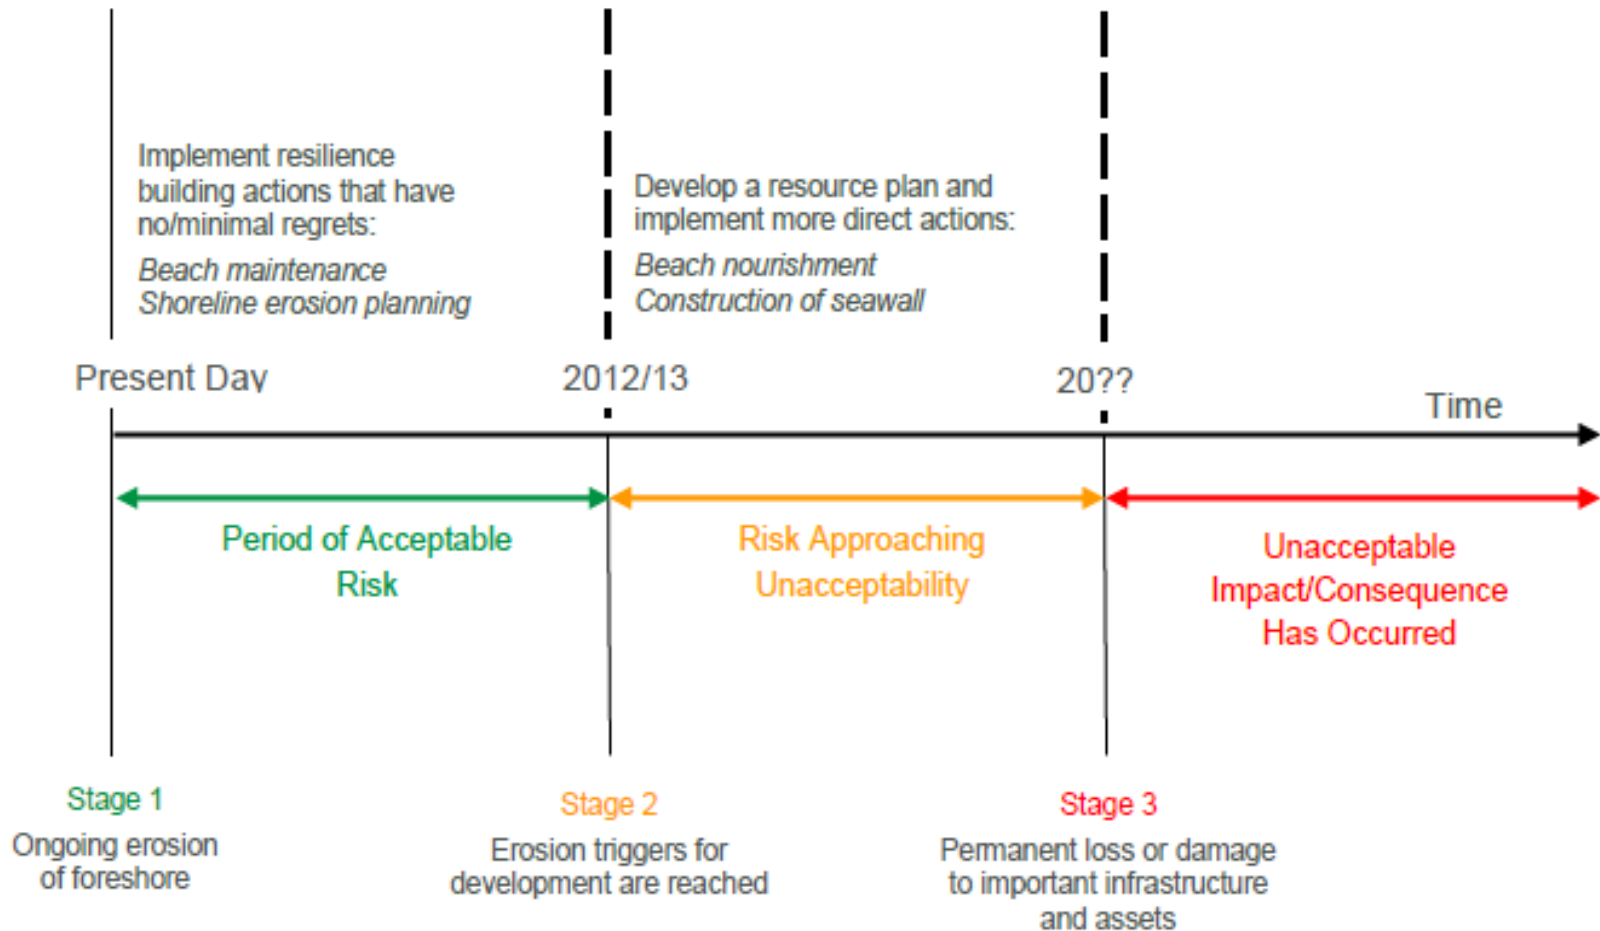 Implement resilience
building actions that have
no/minimal regrets:
Beach maintenance
Shoreline erosion planning
Develop a resource plan and
implement more direct actions:
Beach nourishment
Construction of seawall
Present Day
2012/13
20??
Time
Period of Acceptable
Risk
Risk Approaching
Unacceptability
Unacceptable
Impact/Consequence
Has Occurred
Stage 1
Ongoing erosion
of foreshore
Stage 2
Erosion triggers for
development are reached
Stage 3
Permanent loss or damage
to important infrastructure
and assets